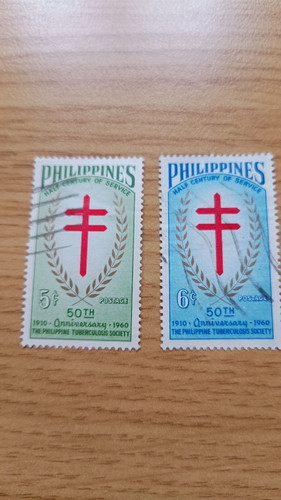 PHILIPPINES
HALF CENTURY OF SERVICE
5¢
POSTAGE
50TH
1910 · Anniversary · 1960
THE PHILIPPINE TUBERCULOSIS SOCIETY
PHILIPPINES
HALF CENTURY OF SERVICE
6¢
POSTAGE
50TH
1910 · Anniversary · 1960
THE PHILIPPINE TUBERCULOSIS SOCIETY